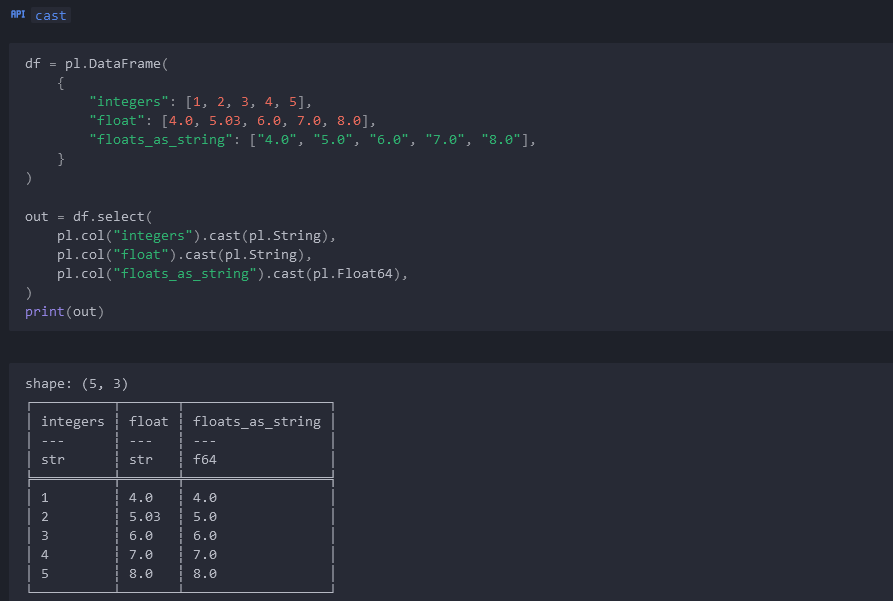 API cast
df = pl.DataFrame(
    {
        "integers": [1, 2, 3, 4, 5],
        "float": [4.0, 5.03, 6.0, 7.0, 8.0],
        "floats_as_string": ["4.0", "5.0", "6.0", "7.0", "8.0"],
    }
)
out = df.select(
    pl.col("integers").cast(pl.String),
    pl.col("float").cast(pl.String),
    pl.col("floats_as_string").cast(pl.Float64),
)
print(out)
shape: (5, 3)
integers ┆ float ┆ floats_as_string
--- ┆ --- ┆ ---
str ┆ str ┆ f64
1 ┆ 4.0 ┆ 4.0
2 ┆ 5.03 ┆ 5.0
3 ┆ 6.0 ┆ 6.0
4 ┆ 7.0 ┆ 7.0
5 ┆ 8.0 ┆ 8.0